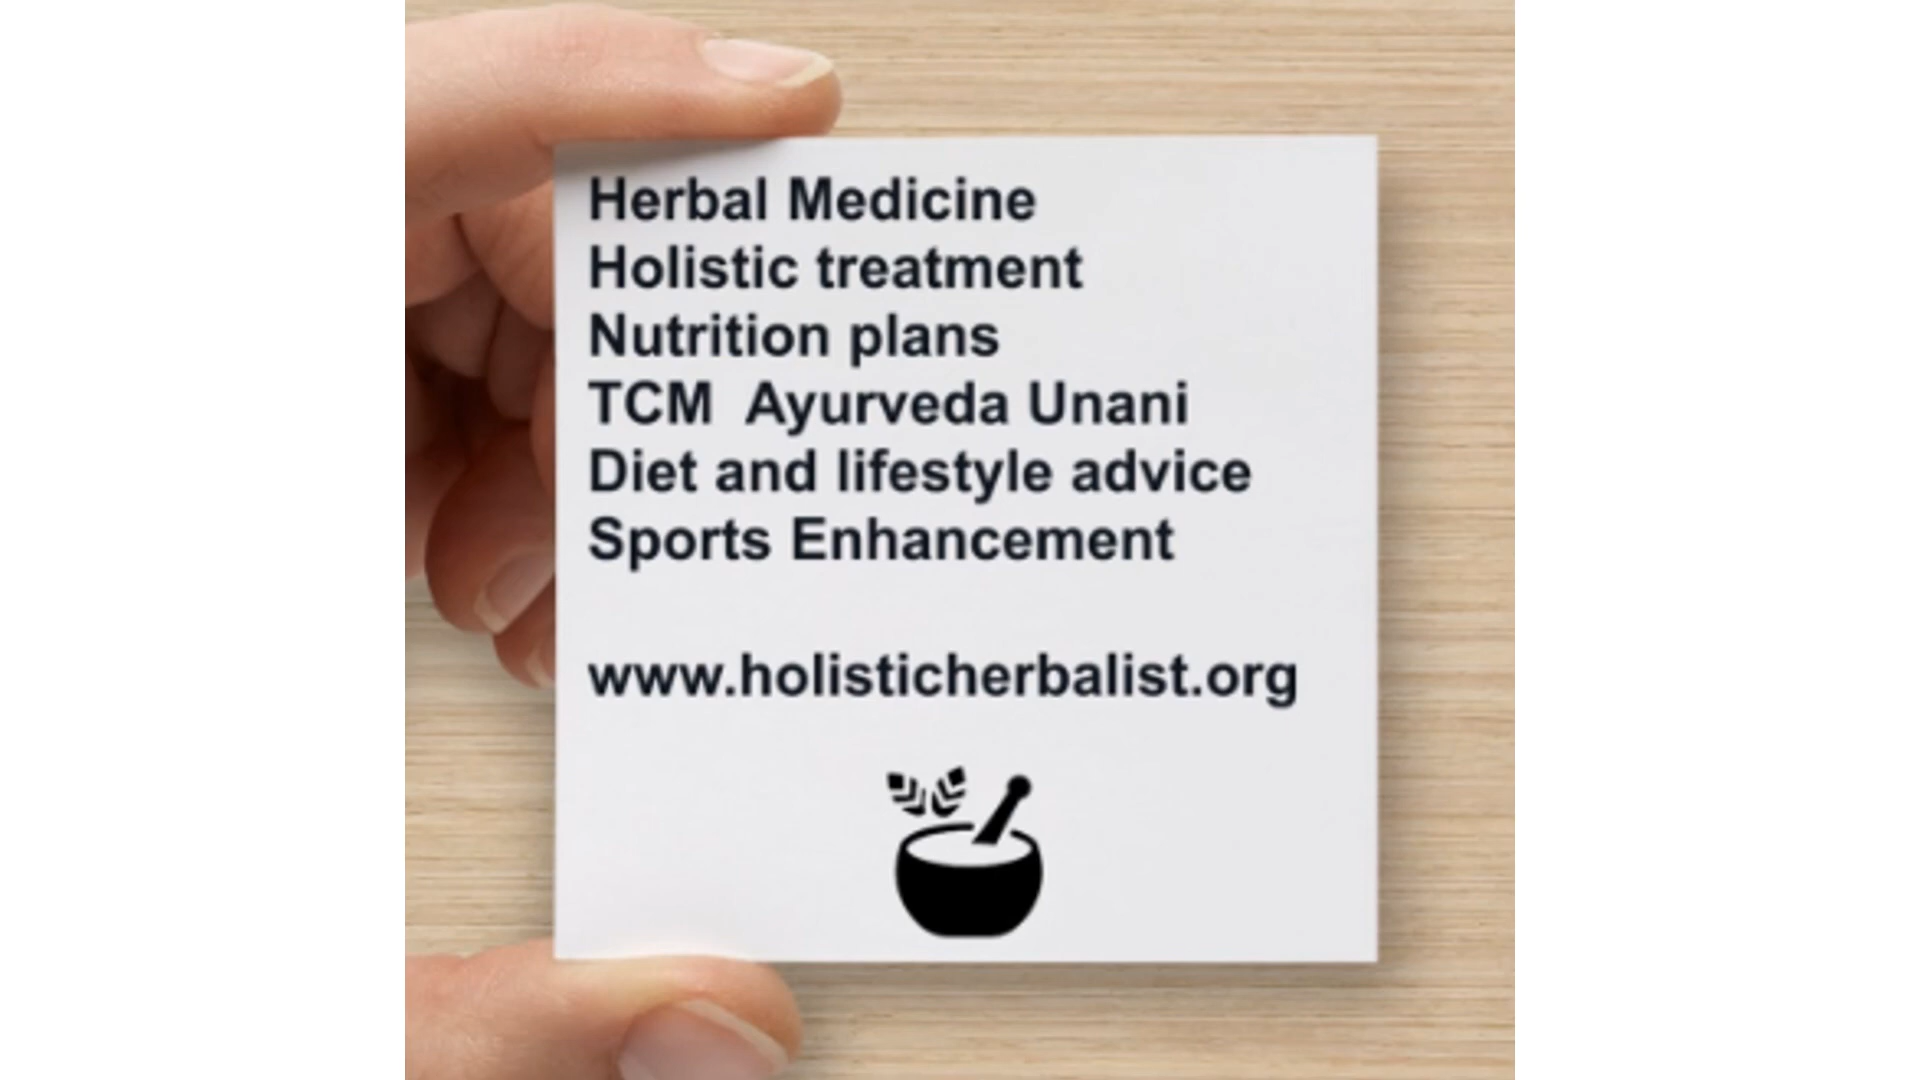 Herbal Medicine
Holistic treatment
Nutrition plans
TCM  Ayurveda Unani
Diet and lifestyle advice
Sports Enhancement
www.holisticherbalist.org